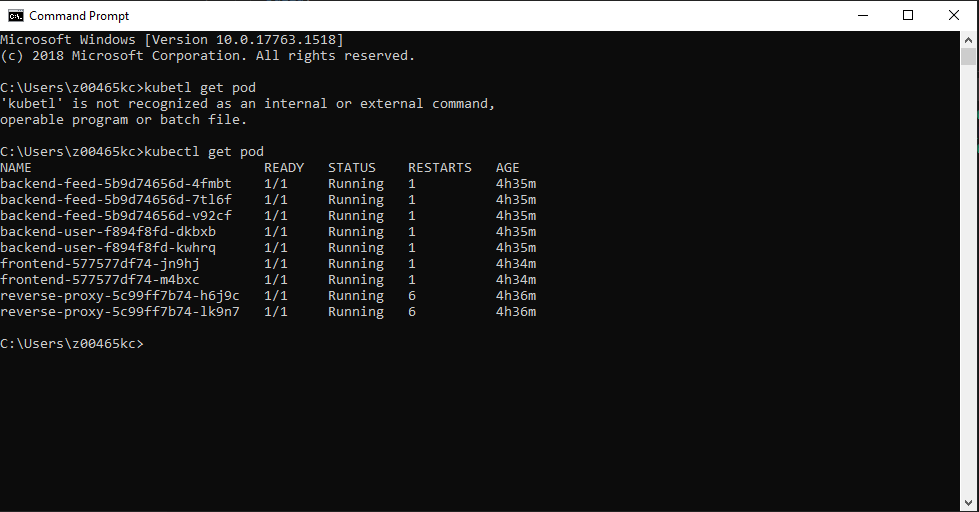 Command Prompt
Microsoft Windows [Version 10.0.17763.1518]
(c) 2018 Microsoft Corporation. All rights reserved.
C:\Users\z00465kc>kubetl get pod
'kubetl' is not recognized as an internal or external command,
operable program or batch file.
C:\Users\z00465kc>kubectl get pod
NAME READY STATUS RESTARTS AGE
backend-feed-5b9d74656d-4fmbt 1/1 Running 1 4h35m
backend-feed-5b9d74656d-7tl6f 1/1 Running 1 4h35m
backend-feed-5b9d74656d-v92cf 1/1 Running 1 4h35m
backend-user-f894f8fd-dkbxb 1/1 Running 1 4h35m
backend-user-f894f8fd-kwhrq 1/1 Running 1 4h35m
frontend-577577df74-jn9hj 1/1 Running 1 4h34m
frontend-577577df74-m4bxc 1/1 Running 1 4h34m
reverse-proxy-5c99ff7b74-h6j9c 1/1 Running 6 4h36m
reverse-proxy-5c99ff7b74-lk9n7 1/1 Running 6 4h36m
C:\Users\z00465kc>